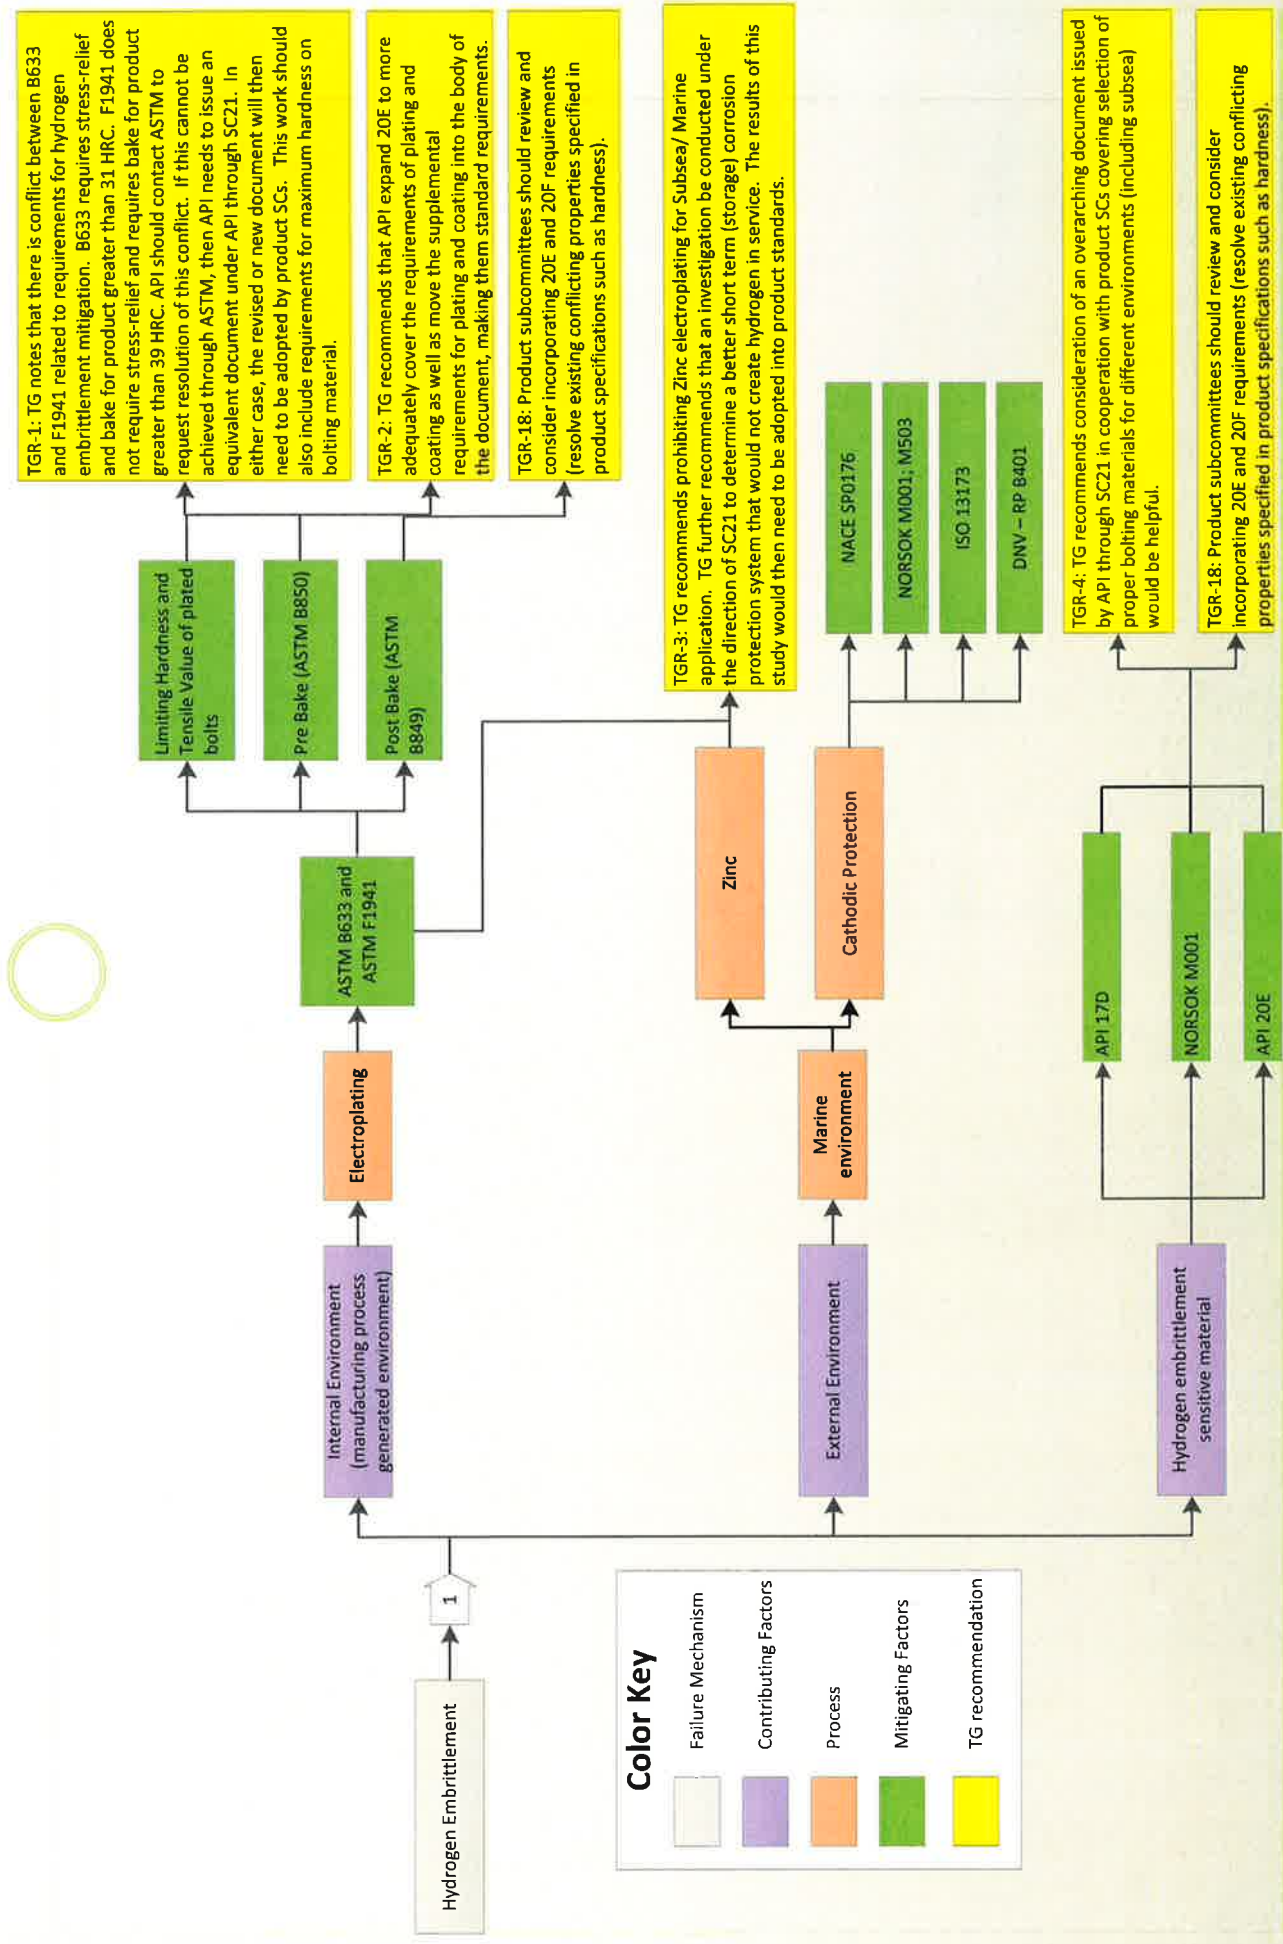 Hydrogen Embrittlement
1
Internal Environment
(manufacturing process
generated environment)
Electroplating
ASTM B633 and
ASTM F1941
Limiting Hardness and
Tensile Value of plated
bolts
Pre Bake (ASTM B850)
Post Bake (ASTM
B849)
TGR-1: TG notes that there is conflict between B633
and F1941 related to requirements for hydrogen
embrittlement mitigation. B633 requires stress-relief
and bake for product greater than 31 HRC. F1941 does
not require stress-relief and requires bake for product
greater than 39 HRC. API should contact ASTM to
request resolution of this conflict. If this cannot be
achieved through ASTM, then API needs to issue an
equivalent document under API through SC21. In
either case, the revised or new document will then
need to be adopted by product SCs. This work should
also include requirements for maximum hardness on
bolting material.
TGR-2: TG recommends that API expand 20E to more
adequately cover the requirements of plating and
coating as well as move the supplemental
requirements for plating and coating into the body of
the document, making them standard requirements.
TGR-18: Product subcommittees should review and
consider incorporating 20E and 20F requirements
(resolve existing conflicting properties specified in
product specifications such as hardness).
External Environment
Marine
environment
Zinc
Cathodic Protection
TGR-3: TG recommends prohibiting Zinc electroplating for Subsea/ Marine
application. TG further recommends that an investigation be conducted under
the direction of SC21 to determine a better short term (storage) corrosion
protection system that would not create hydrogen in service. The results of this
study would then need to be adopted into product standards.
NACE SP0176
NORSOK M001; M503
ISO 13173
DNV – RP B401
Hydrogen embrittlement
sensitive material
API 17D
NORSOK M001
API 20E
TGR-4: TG recommends consideration of an overarching document issued
by API through SC21 in cooperation with product SCs covering selection of
proper bolting materials for different environments (including subsea)
would be helpful.
TGR-18: Product subcommittees should review and consider
incorporating 20E and 20F requirements (resolve existing conflicting
properties specified in product specifications such as hardness).
Color Key
Failure Mechanism
Contributing Factors
Process
Mitigating Factors
TG recommendation